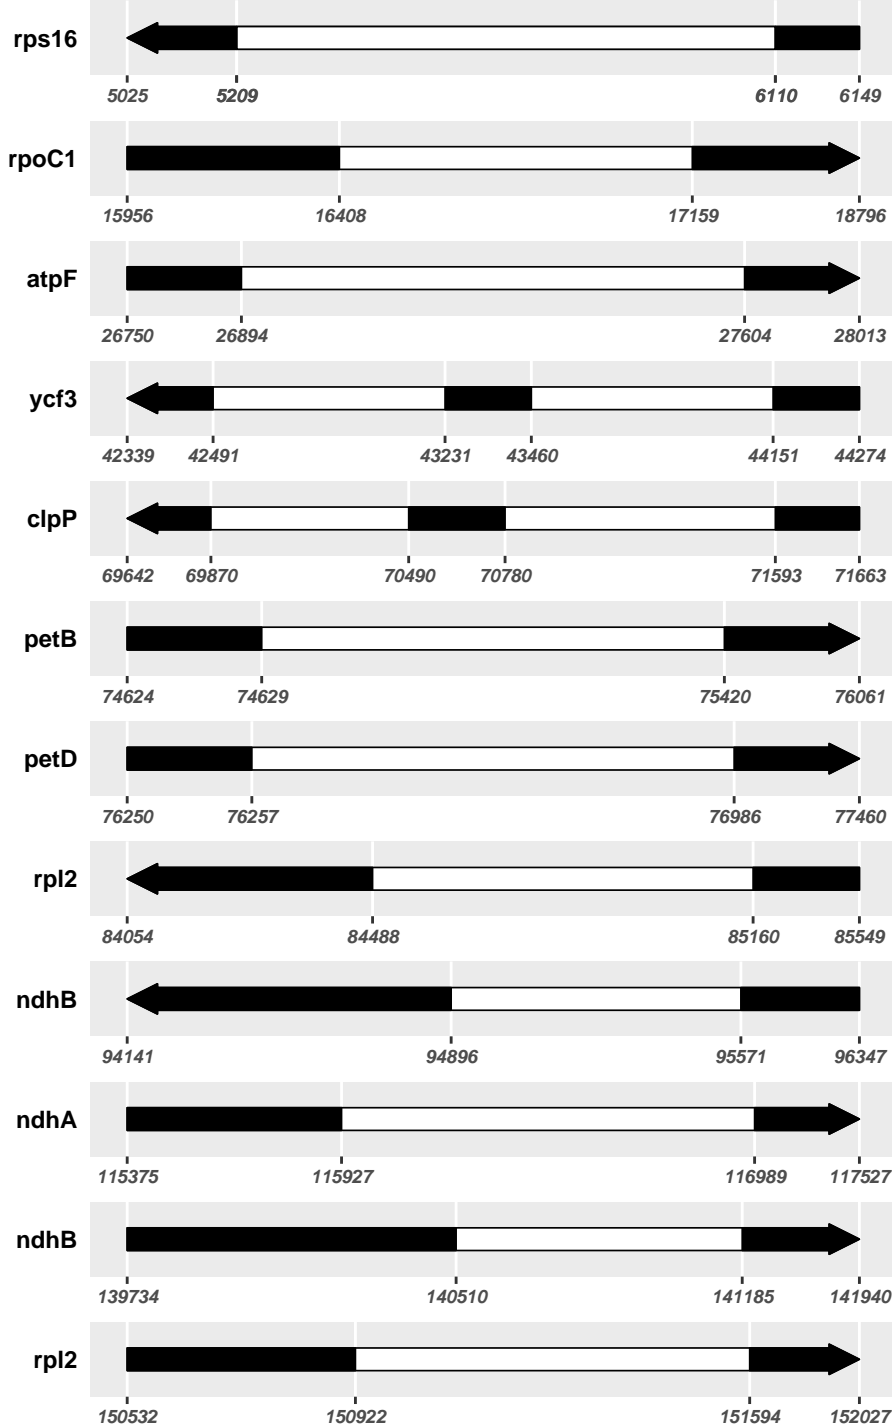 rps16
5025 5209 6110 6149
rpoC1
15956 16408 17159 18796
atpF
26750 26894 27604 28013
ycf3
42339 42491 43231 43460 44151 44274
clpP
69642 69870 70490 70780 71593 71663
petB
74624 74629 75420 76061
petD
76250 76257 76986 77460
rpl2
84054 84488 85160 85549
ndhB
94141 94896 95571 96347
ndhA
115375 115927 116989 117527
ndhB
139734 140510 141185 141940
rpl2
150532 150922 151594 152027